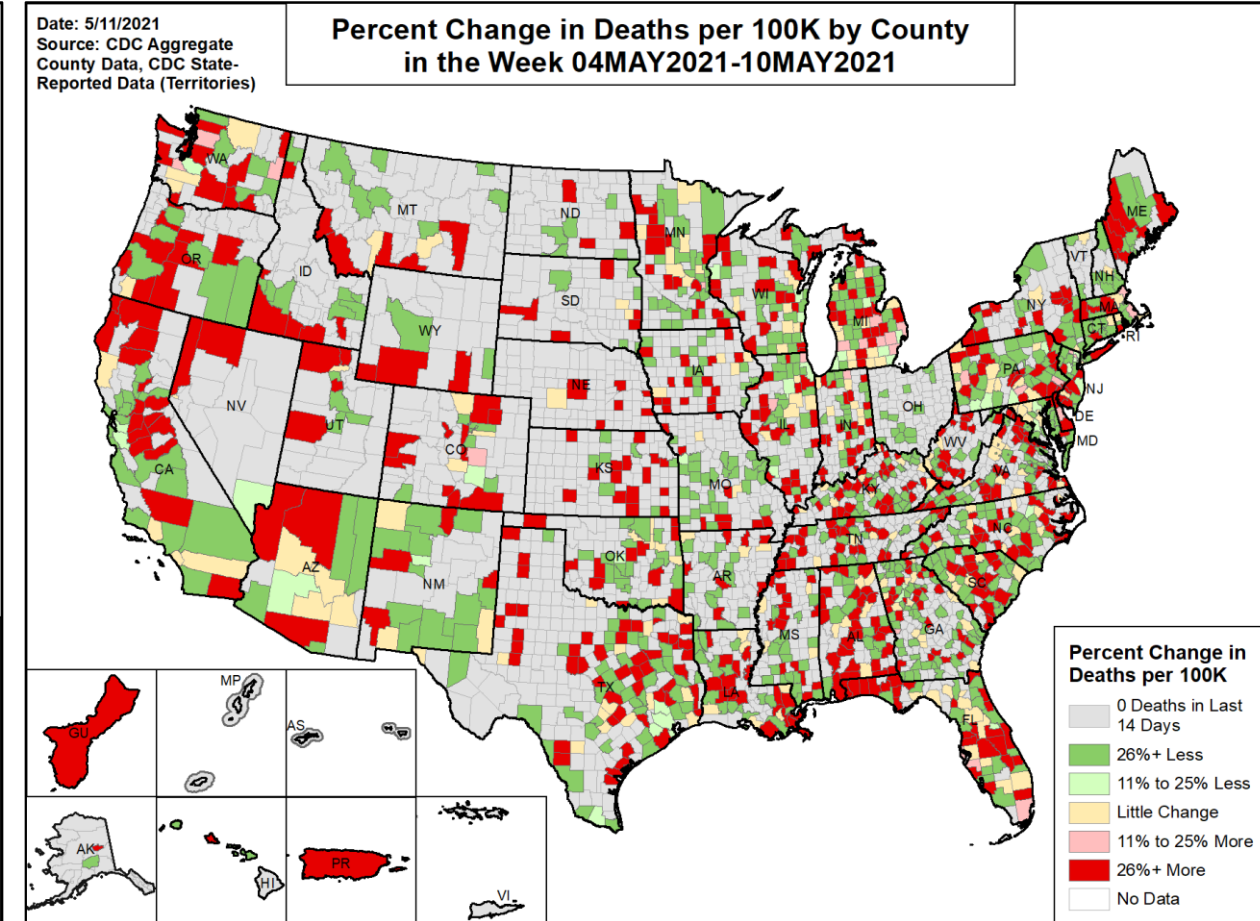 Date: 5/11/2021
Source: CDC Aggregate
County Data, CDC State-
Reported Data (Territories)
Percent Change in Deaths per 100K by County
in the Week 04MAY2021-10MAY2021
WA
MT
ND
MN
ME
OR
ID
SD
WI
MI
VT
NH
NY
MA
CT
RI
WY
IA
PA
NJ
NE
NV
UT
CO
IL
IN
OH
DE
MD
WV
VA
CA
KS
MO
KY
NC
TN
AZ
NM
OK
AR
SC
MS
AL
GA
TX
LA
FL
GU
MP
AS
AK
HI
PR
VI
Percent Change in
Deaths per 100K
0 Deaths in Last
14 Days
26%+ Less
11% to 25% Less
Little Change
11% to 25% More
26%+ More
No Data